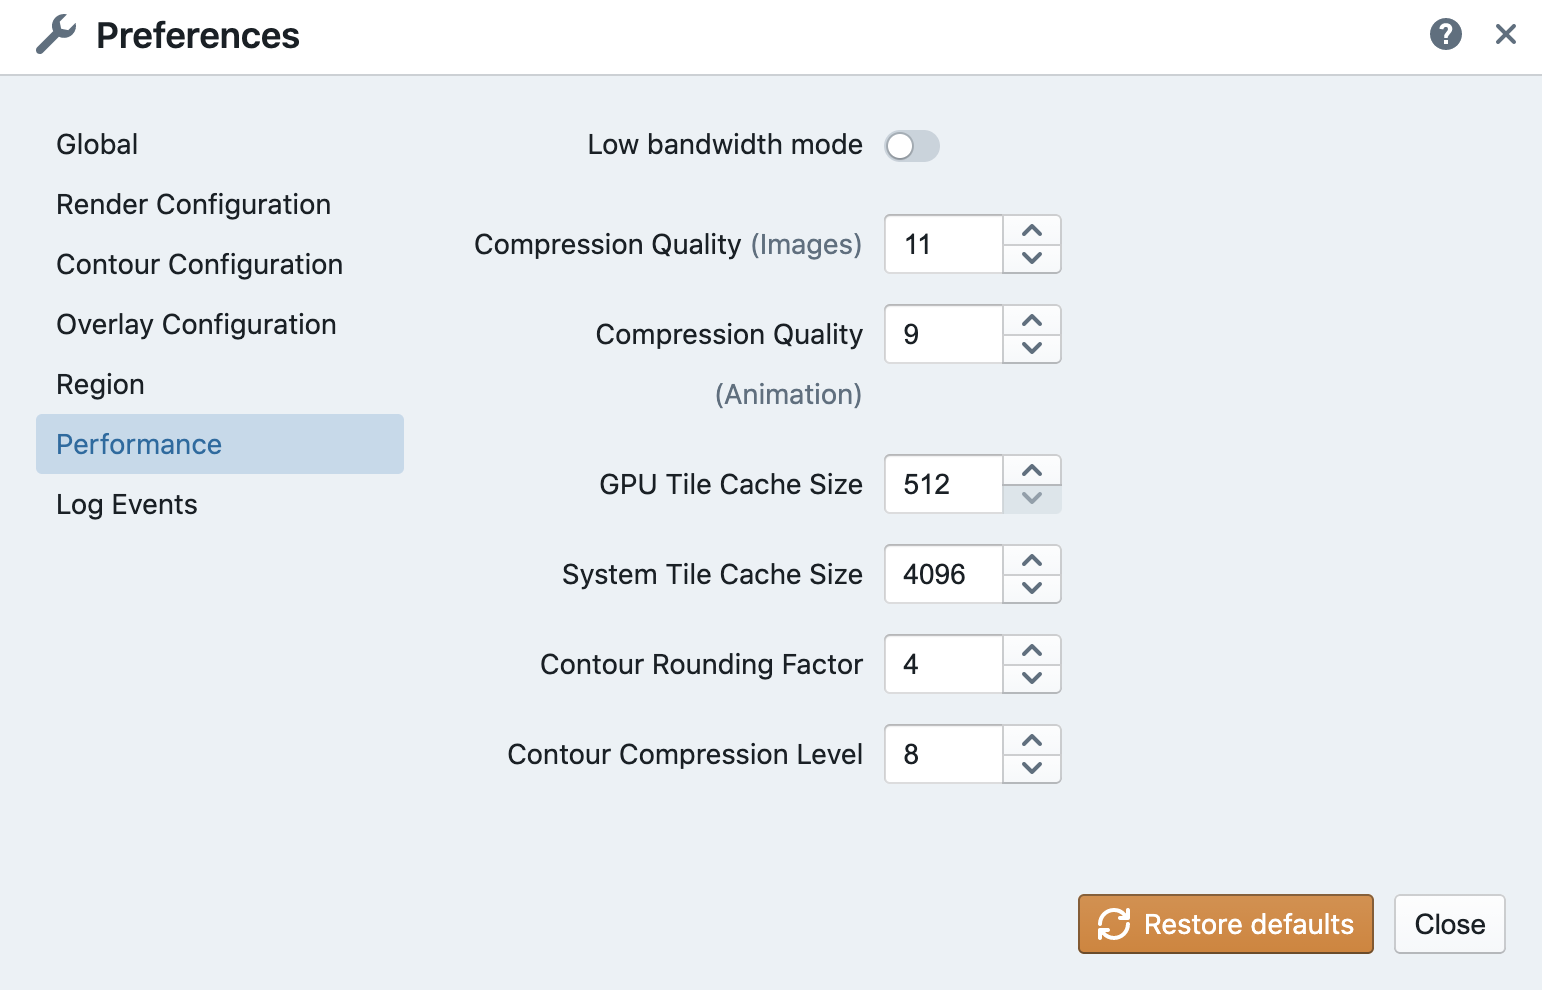 Preferences
Global
Render Configuration
Contour Configuration
Overlay Configuration
Region
Performance
Log Events
Low bandwidth mode
Compression Quality (Images) 11
Compression Quality 9
(Animation)
GPU Tile Cache Size 512
System Tile Cache Size 4096
Contour Rounding Factor 4
Contour Compression Level 8
Restore defaults Close